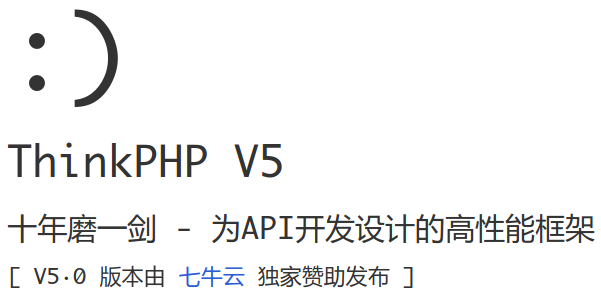 :)
ThinkPHP V5
十年磨一剑 - 为API开发设计的高性能框架
[ V5.0 版本由 七牛云 独家赞助发布 ]